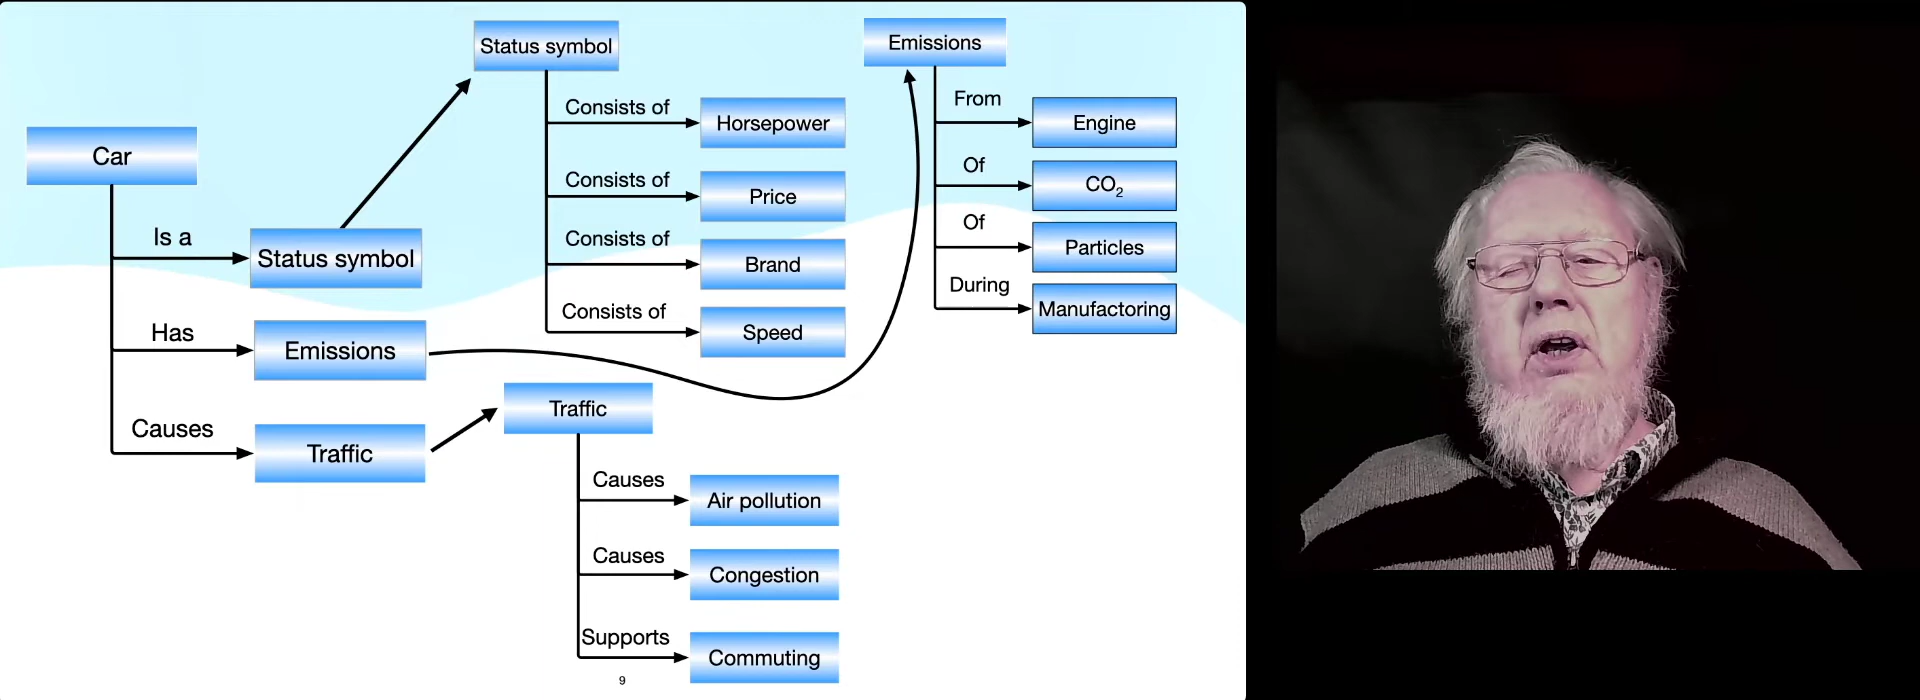 Car
Is a
Status symbol
Has
Emissions
Causes
Traffic
Status symbol
Consists of
Horsepower
Consists of
Price
Consists of
Brand
Consists of
Speed
Emissions
From
Engine
Of
CO₂
Of
Particles
During
Manufactoring
Traffic
Causes
Air pollution
Causes
Congestion
Supports
Commuting
9